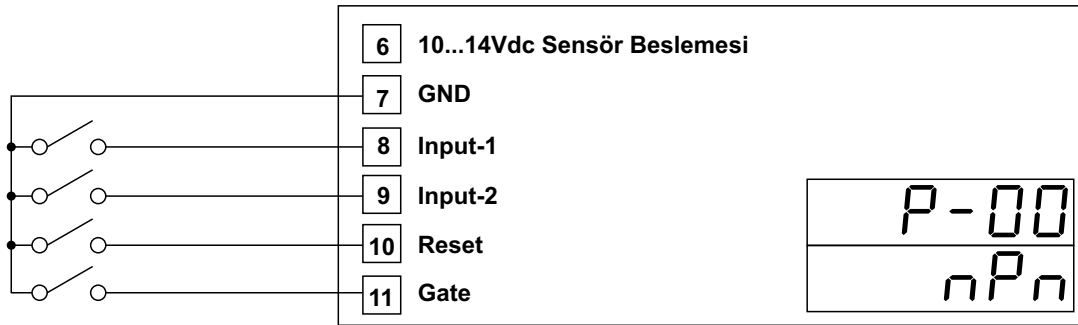 6 10...14Vdc Sensör Beslemesi
7 GND
8 Input-1
9 Input-2
10 Reset
11 Gate
P-00
nPn